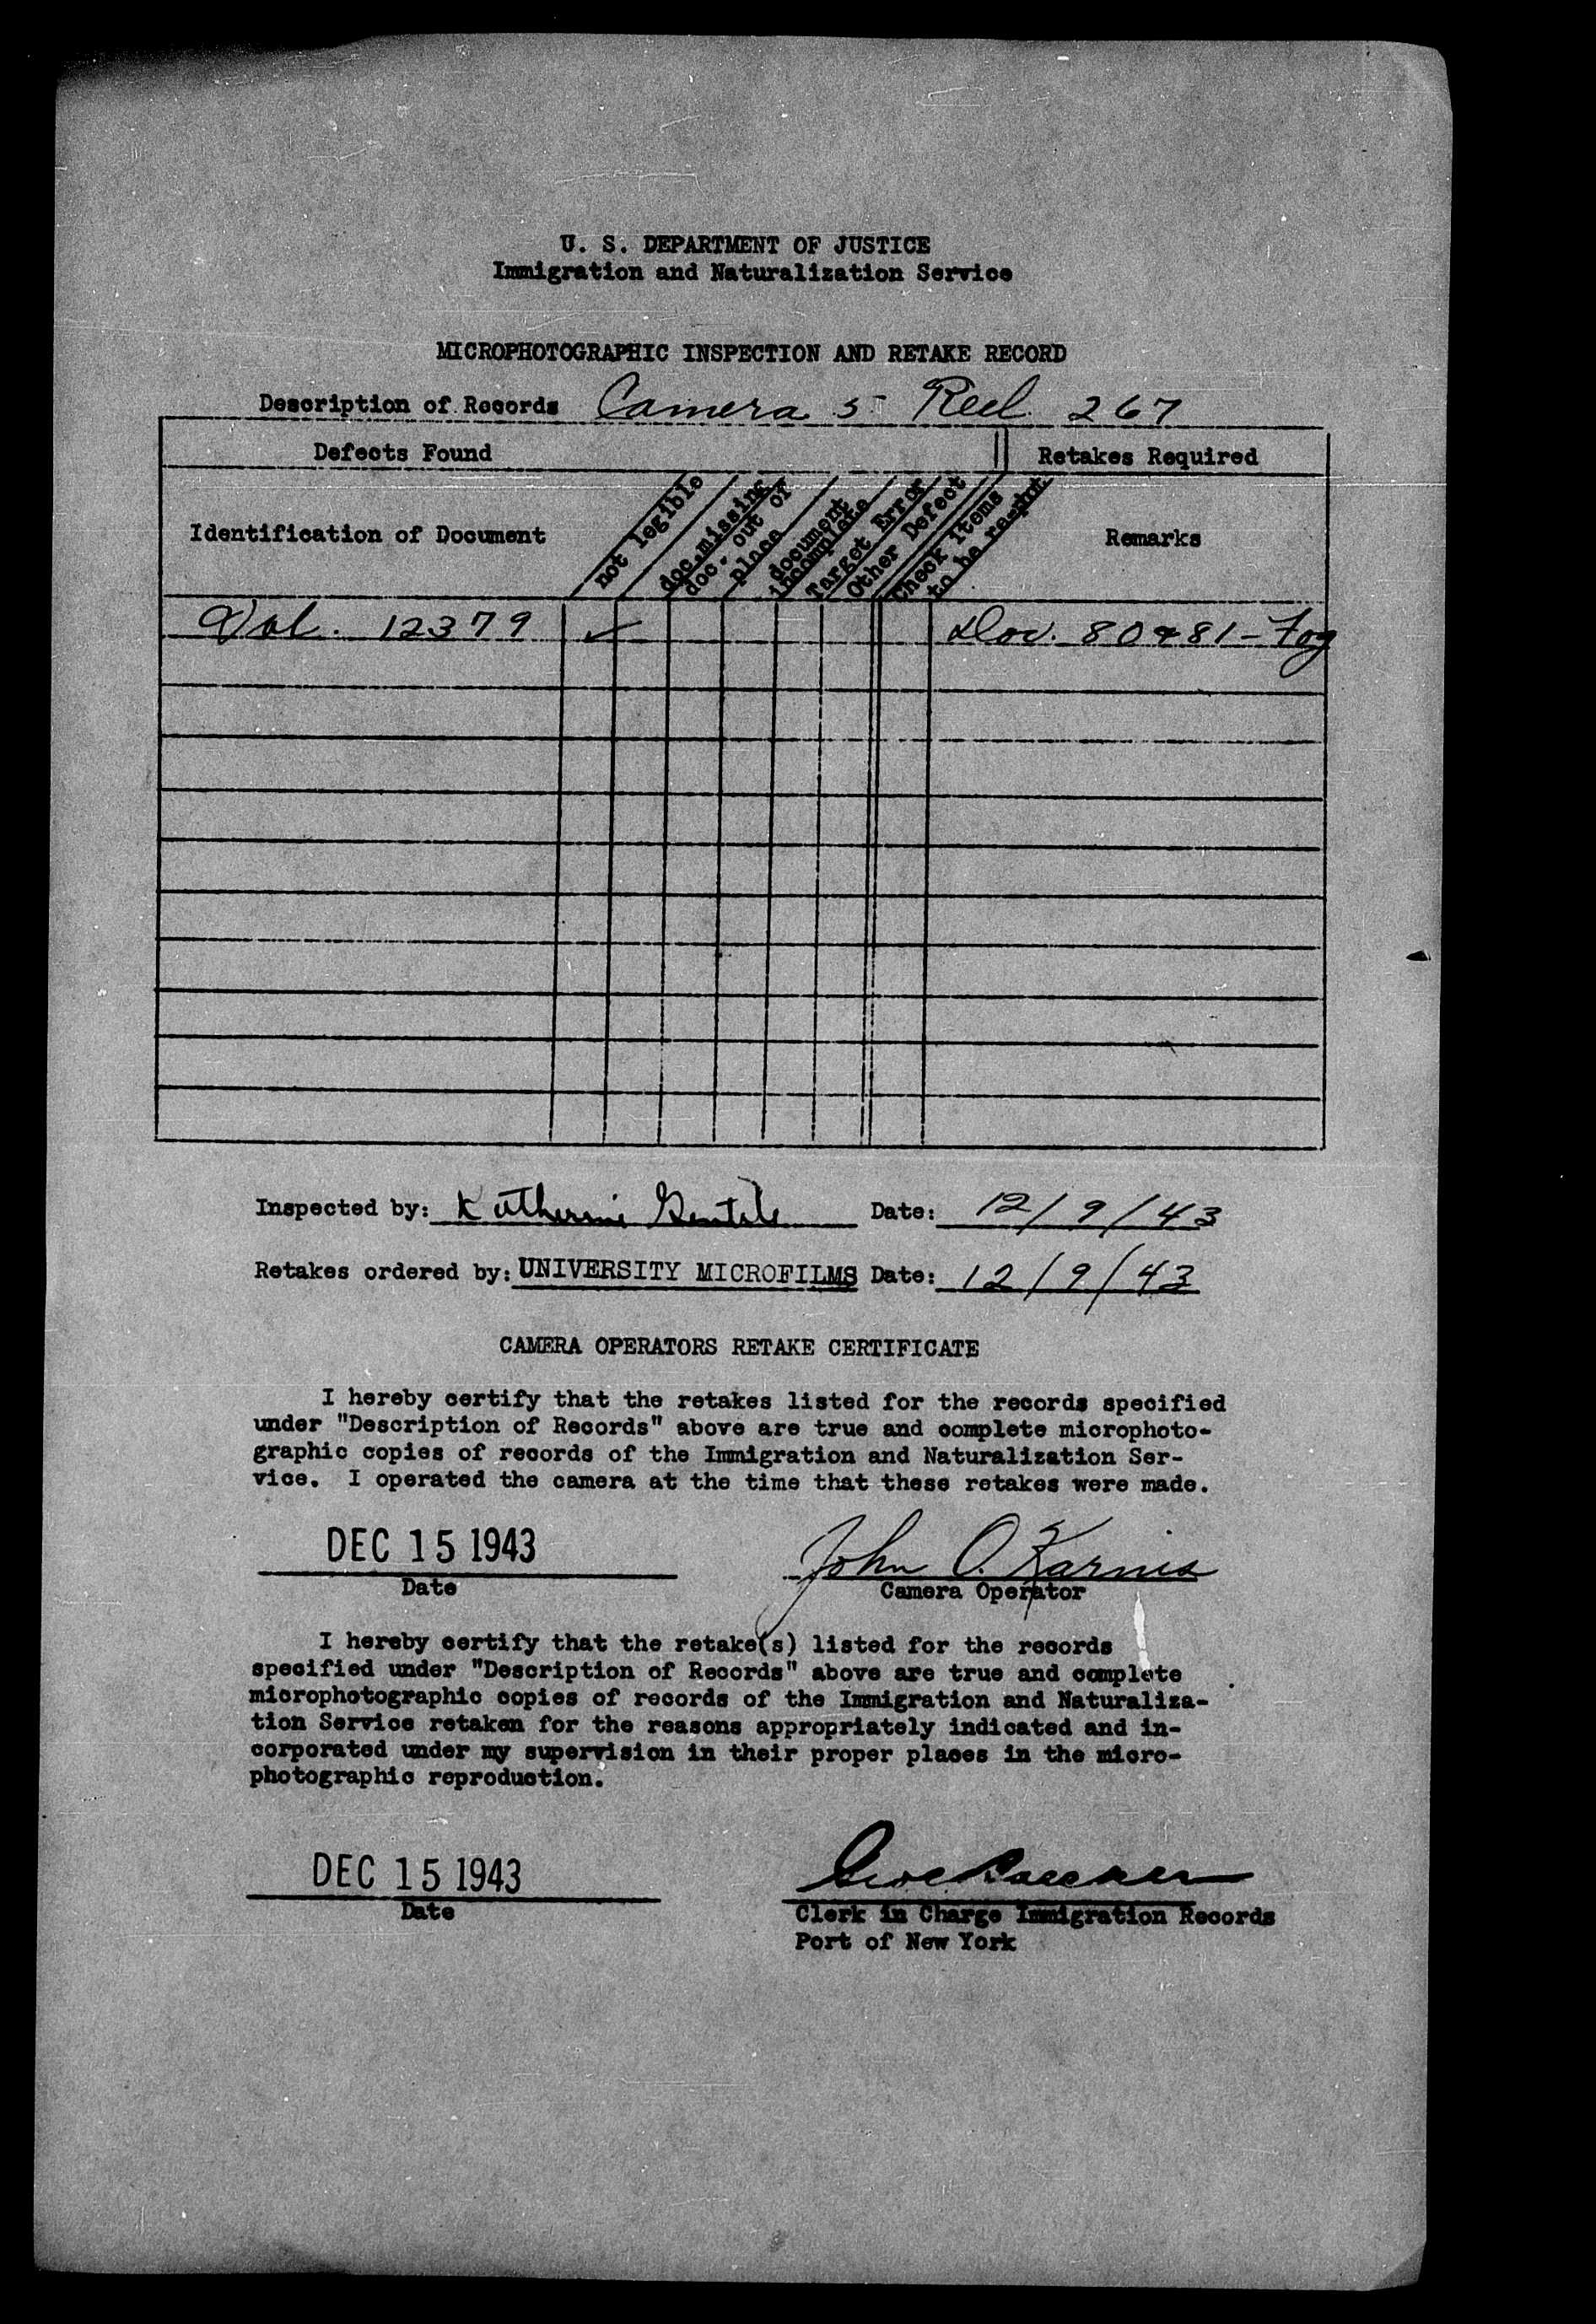 U. S. DEPARTMENT OF JUSTICE
Immigration and Naturalization Service
MICROPHOTOGRAPHIC INSPECTION AND RETAKE RECORD
Description of Records Camera 5 Reel 267
Defects Found
Retakes Required
Identification of Document
not legible
doc. missing
doc. out of
place
document
incomplete
Target Error
Other Defect
Check items
to be re-phot
Remarks
Vol. 12379 ✓ Doc. 80 & 81 - Fog
Inspected by: Katherine Gentile Date: 12/9/43
Retakes ordered by: UNIVERSITY MICROFILMS Date: 12/9/43
CAMERA OPERATORS RETAKE CERTIFICATE
I hereby certify that the retakes listed for the records specified
under "Description of Records" above are true and complete microphoto-
graphic copies of records of the Immigration and Naturalization Ser-
vice. I operated the camera at the time that these retakes were made.
DEC 15 1943 John O. Karnis
Date Camera Operator
I hereby certify that the retake(s) listed for the records
specified under "Description of Records" above are true and complete
microphotographic copies of records of the Immigration and Naturaliza-
tion Service retaken for the reasons appropriately indicated and in-
corporated under my supervision in their proper places in the micro-
photographic reproduction.
DEC 15 1943
Date
Clerk in Charge Immigration Records
Port of New York